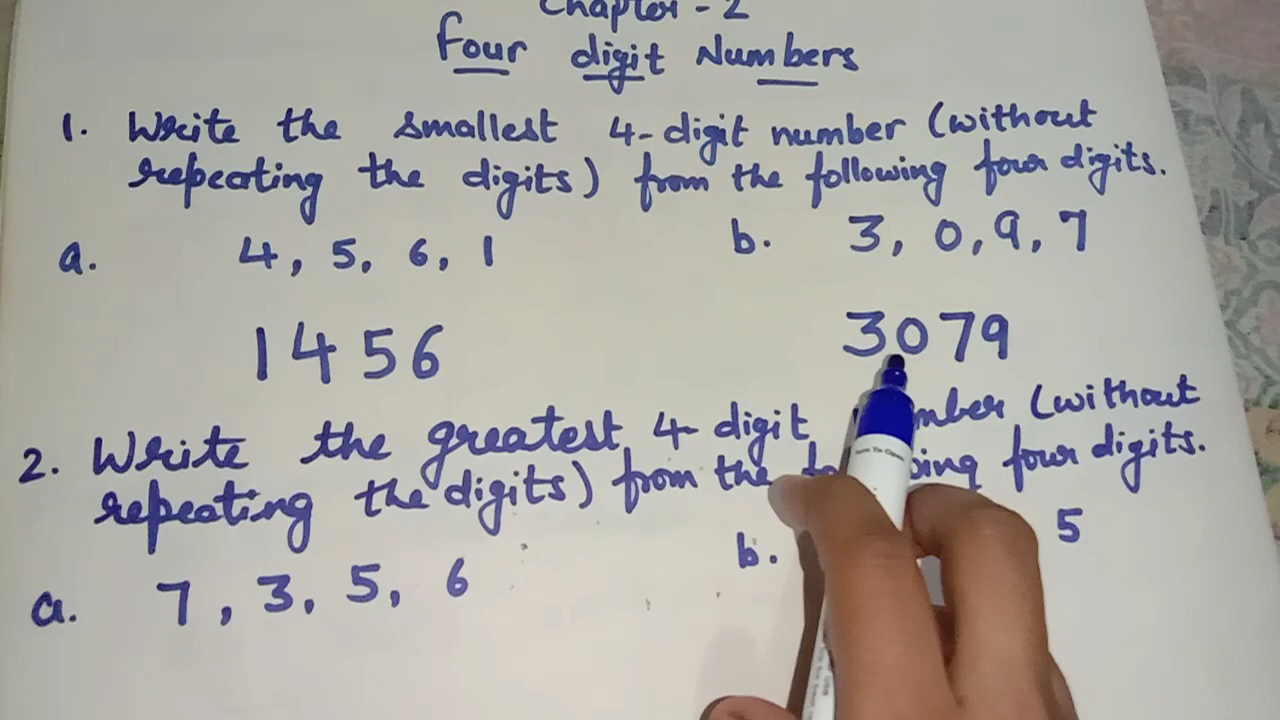 Chapter - 2
Four digit Numbers
1. Write the smallest 4-digit number (without
repeating the digits) from the following four digits.
a. 4, 5, 6, 1 b. 3, 0, 9, 7
1456 3079
2. Write the greatest 4-digit (without
repeating the digits) from the four digits.
a. 7, 3, 5, 6 b. 5